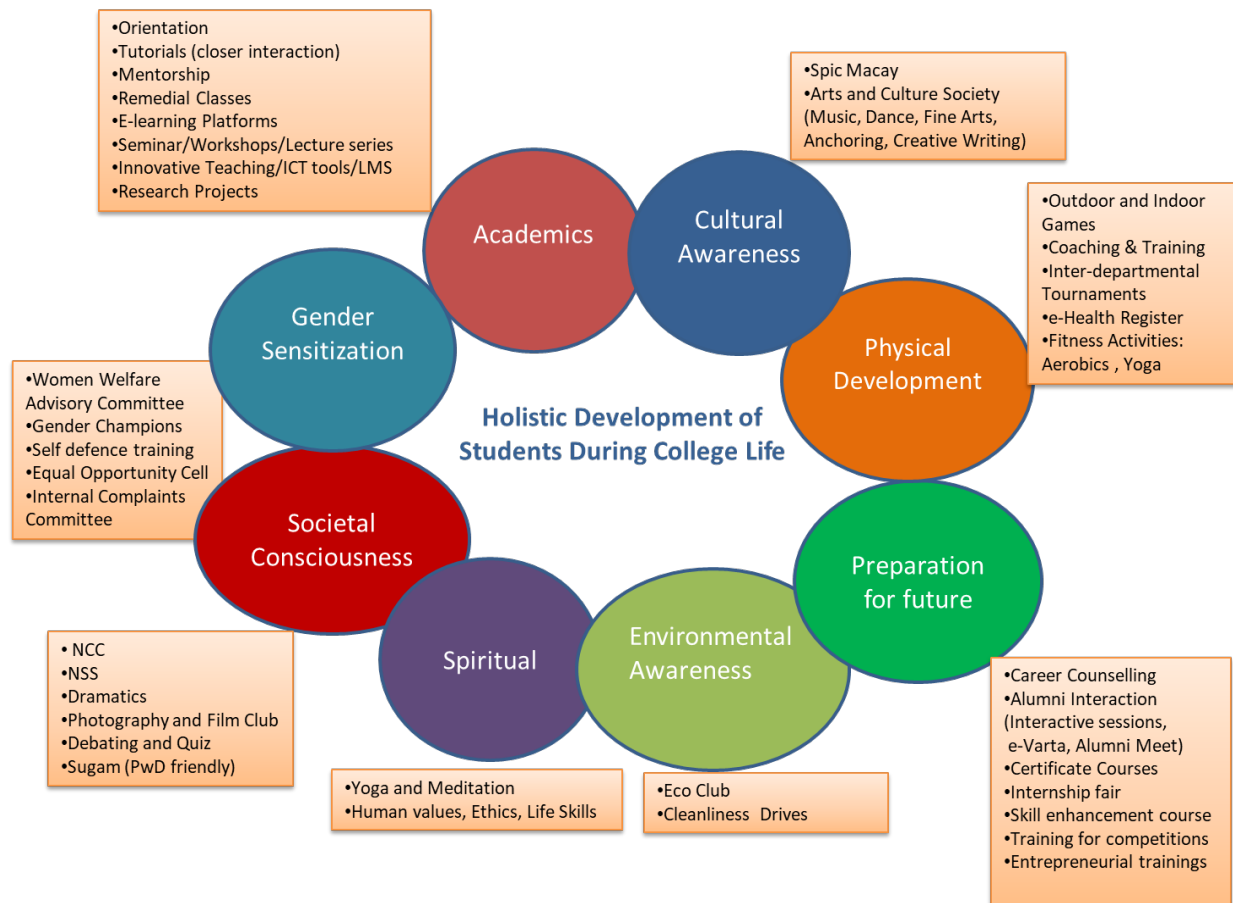 •Orientation
•Tutorials (closer interaction)
•Mentorship
•Remedial Classes
•E-learning Platforms
•Seminar/Workshops/Lecture series
•Innovative Teaching/ICT tools/LMS
•Research Projects
•Spic Macay
•Arts and Culture Society
(Music, Dance, Fine Arts,
Anchoring, Creative Writing)
Academics
Cultural
Awareness
•Outdoor and Indoor
Games
•Coaching & Training
•Inter-departmental
Tournaments
•e-Health Register
•Fitness Activities:
Aerobics , Yoga
Gender
Sensitization
Physical
Development
•Women Welfare
Advisory Committee
•Gender Champions
•Self defence training
•Equal Opportunity Cell
•Internal Complaints
Committee
Holistic Development of
Students During College Life
Societal
Consciousness
Preparation
for future
Spiritual
Environmental
Awareness
• NCC
•NSS
•Dramatics
•Photography and Film Club
•Debating and Quiz
•Sugam (PwD friendly)
•Yoga and Meditation
•Human values, Ethics, Life Skills
•Eco Club
•Cleanliness Drives
•Career Counselling
•Alumni Interaction
(Interactive sessions,
e-Varta, Alumni Meet)
•Certificate Courses
•Internship fair
•Skill enhancement course
•Training for competitions
•Entrepreneurial trainings